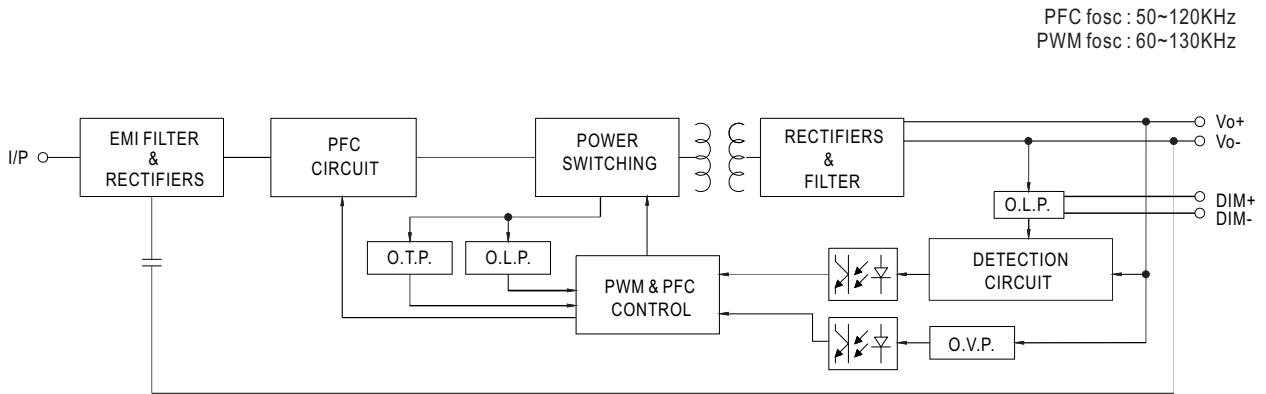 PFC fosc : 50~120KHz
PWM fosc : 60~130KHz
I/P
EMI FILTER
&
RECTIFIERS
PFC
CIRCUIT
POWER
SWITCHING
RECTIFIERS
&
FILTER
Vo+
Vo-
O.L.P.
DIM+
DIM-
O.T.P.
O.L.P.
PWM & PFC
CONTROL
DETECTION
CIRCUIT
O.V.P.